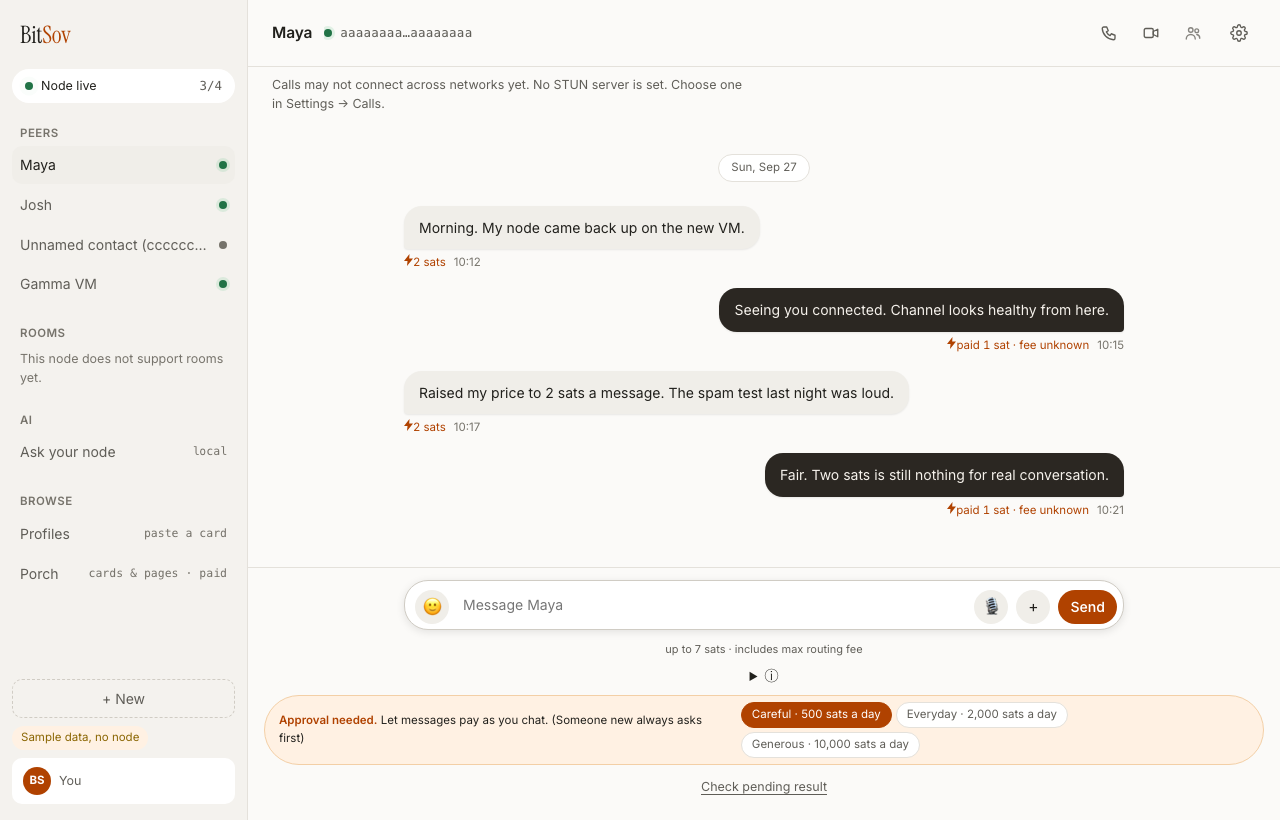 BitSov
Node live 3/4
PEERS
Maya
Josh
Unnamed contact (cccccc...
Gamma VM
ROOMS
This node does not support rooms
yet.
AI
Ask your node local
BROWSE
Profiles paste a card
Porch cards & pages · paid
+ New
Sample data, no node
BS You
Maya aaaaaaaa…aaaaaaaa
Calls may not connect across networks yet. No STUN server is set. Choose one
in Settings → Calls.
Sun, Sep 27
Morning. My node came back up on the new VM.
2 sats 10:12
Seeing you connected. Channel looks healthy from here.
paid 1 sat · fee unknown 10:15
Raised my price to 2 sats a message. The spam test last night was loud.
2 sats 10:17
Fair. Two sats is still nothing for real conversation.
paid 1 sat · fee unknown 10:21
Message Maya
+
Send
up to 7 sats · includes max routing fee
▶ ⓘ
Approval needed. Let messages pay as you chat. (Someone new always asks
first)
Careful · 500 sats a day
Everyday · 2,000 sats a day
Generous · 10,000 sats a day
Check pending result